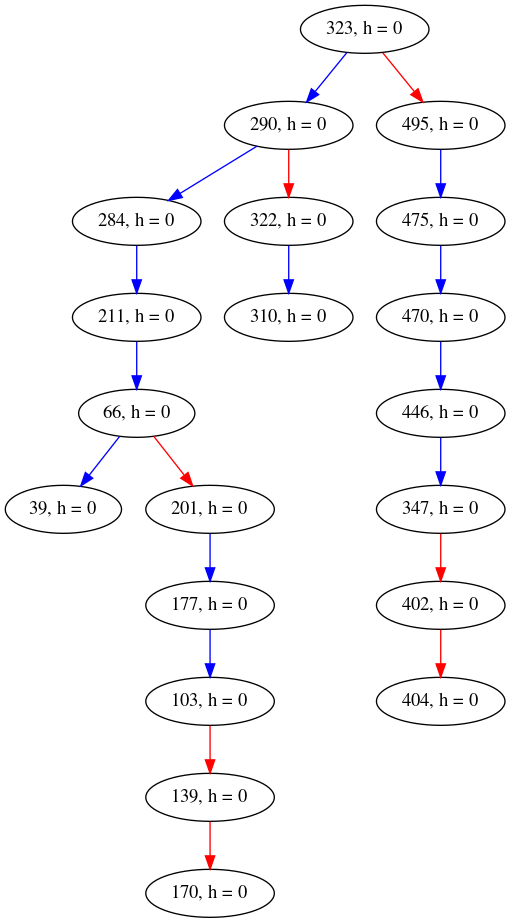 323, h = 0
290, h = 0
495, h = 0
284, h = 0
322, h = 0
475, h = 0
211, h = 0
310, h = 0
470, h = 0
66, h = 0
446, h = 0
39, h = 0
201, h = 0
347, h = 0
177, h = 0
402, h = 0
103, h = 0
404, h = 0
139, h = 0
170, h = 0